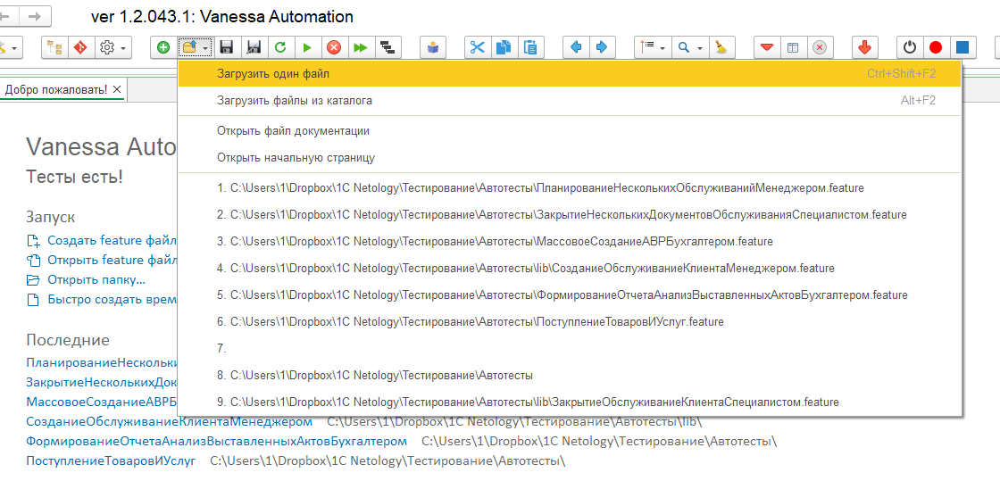 ver 1.2.043.1: Vanessa Automation
Загрузить один файл Ctrl+Shift+F2
Загрузить файлы из каталога Alt+F2
Открыть файл документации
Открыть начальную страницу
1. C:\Users\1\Dropbox\1C Netology\Тестирование\Автотесты\ПланированиеНесколькихОбслуживанийМенеджером.feature
2. C:\Users\1\Dropbox\1C Netology\Тестирование\Автотесты\ЗакрытиеНесколькихДокументовОбслуживанияСпециалистом.feature
3. C:\Users\1\Dropbox\1C Netology\Тестирование\Автотесты\МассовоеСозданиеАВРБухгалтером.feature
4. C:\Users\1\Dropbox\1C Netology\Тестирование\Автотесты\lib\СозданиеОбслуживаниеКлиентаМенеджером.feature
5. C:\Users\1\Dropbox\1C Netology\Тестирование\Автотесты\ФормированиеОтчетаАнализВыставленныхАктовБухгалтером.feature
6. C:\Users\1\Dropbox\1C Netology\Тестирование\Автотесты\ПоступлениеТоваровИУслуг.feature
7.
8. C:\Users\1\Dropbox\1C Netology\Тестирование\Автотесты
9. C:\Users\1\Dropbox\1C Netology\Тестирование\Автотесты\lib\ЗакрытиеОбслуживаниеКлиентаСпециалистом.feature
Добро пожаловать!
Vanessa Auto
Тесты есть!
Запуск
Создать feature файл
Открыть feature файл
Открыть папку...
Быстро создать врем
Последние
ПланированиеНескольки
ЗакрытиеНесколькихДок
МассовоеСозданиеАВРБ
СозданиеОбслуживаниеКлиентаМенеджером C:\Users\1\Dropbox\1C Netology\Тестирование\Автотесты\lib\
ФормированиеОтчетаАнализВыставленныхАктовБухгалтером C:\Users\1\Dropbox\1C Netology\Тестирование\Автотесты\
ПоступлениеТоваровИУслуг C:\Users\1\Dropbox\1C Netology\Тестирование\Автотесты\